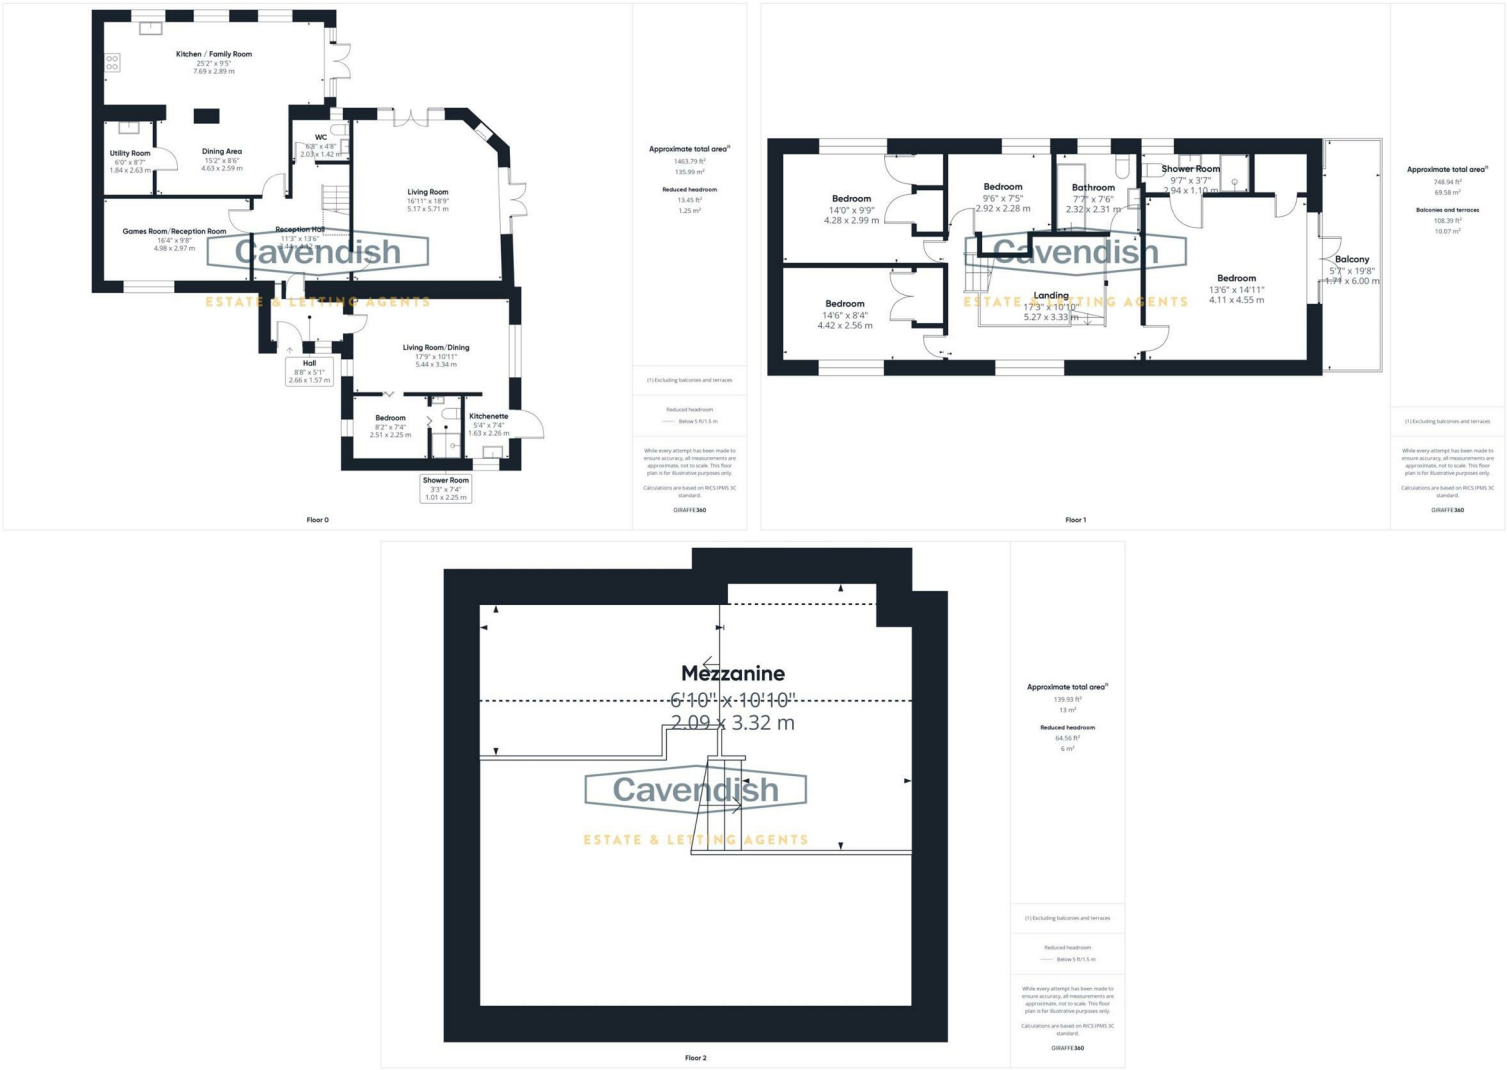 Kitchen / Family Room
25'2" x 9'5"
7.69 x 2.89 m
WC
6'8" x 4'8"
2.03 x 1.42 m
Utility Room
6'0" x 8'7"
1.84 x 2.63 m
Dining Area
15'2" x 8'6"
4.63 x 2.59 m
Living Room
16'11" x 18'9"
5.17 x 5.71 m
Games Room/Reception Room
16'4" x 9'8"
4.98 x 2.97 m
Reception Hall
11'3" x 13'6"
Cavendish
ESTATE & LETTING AGENTS
Living Room/Dining
17'9" x 10'11"
5.44 x 3.34 m
Hall
8'8" x 5'1"
2.66 x 1.57 m
Bedroom
8'2" x 7'4"
2.51 x 2.25 m
Kitchenette
5'4" x 7'4"
1.63 x 2.26 m
Shower Room
3'3" x 7'4"
1.01 x 2.25 m
Floor 0
Approximate total area(1)
1463.79 ft²
135.99 m²
Reduced headroom
13.45 ft²
1.25 m²
(1) Excluding balconies and terraces
Reduced headroom
Below 5 ft/1.5 m
While every attempt has been made to
ensure accuracy, all measurements are
approximate, not to scale. This floor
plan is for illustrative purposes only.
Calculations are based on RICS IPMS 3C
standard.
GIRAFFE360
Bedroom
14'0" x 9'9"
4.28 x 2.99 m
Bedroom
9'6" x 7'5"
2.92 x 2.28 m
Bathroom
7'7" x 7'6"
2.32 x 2.31 m
Shower Room
9'7" x 3'7"
2.94 x 1.10 m
Cavendish
ESTATE & LETTING AGENTS
Bedroom
14'6" x 8'4"
4.42 x 2.56 m
Landing
17'3" x 10'10"
5.27 x 3.33 m
Bedroom
13'6" x 14'11"
4.11 x 4.55 m
Balcony
5'7" x 19'8"
1.71 x 6.00 m
Floor 1
Approximate total area(1)
748.94 ft²
69.58 m²
Balconies and terraces
108.39 ft²
10.07 m²
(1) Excluding balconies and terraces
While every attempt has been made to
ensure accuracy, all measurements are
approximate, not to scale. This floor
plan is for illustrative purposes only.
Calculations are based on RICS IPMS 3C
standard.
GIRAFFE360
Mezzanine
6'10" x 10'10"
2.09 x 3.32 m
Cavendish
ESTATE & LETTING AGENTS
Floor 2
Approximate total area(1)
139.93 ft²
13 m²
Reduced headroom
64.56 ft²
6 m²
(1) Excluding balconies and terraces
Reduced headroom
Below 5 ft/1.5 m
While every attempt has been made to
ensure accuracy, all measurements are
approximate, not to scale. This floor
plan is for illustrative purposes only.
Calculations are based on RICS IPMS 3C
standard.
GIRAFFE360